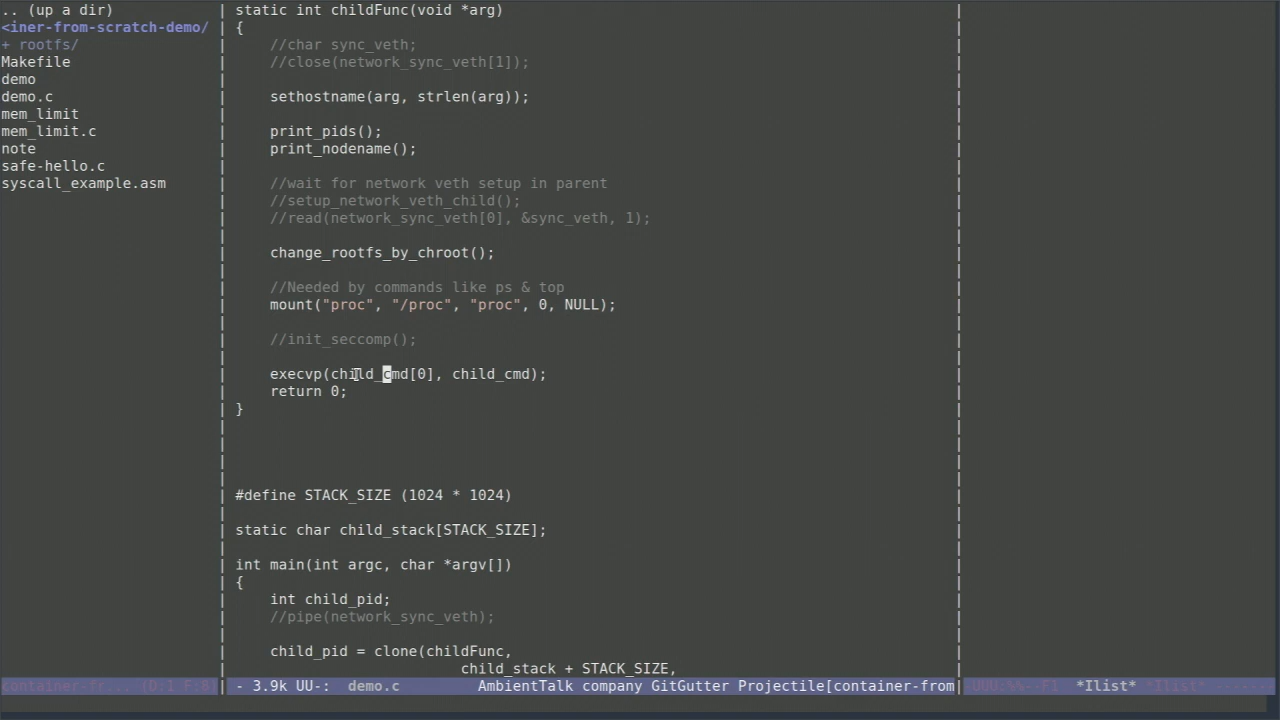 .. (up a dir)
<iner-from-scratch-demo/
+ rootfs/
Makefile
demo
demo.c
mem_limit
mem_limit.c
note
safe-hello.c
syscall_example.asm
static int childFunc(void *arg)
{
//char sync_veth;
//close(network_sync_veth[1]);
sethostname(arg, strlen(arg));
print_pids();
print_nodename();
//wait for network veth setup in parent
//setup_network_veth_child();
//read(network_sync_veth[0], &sync_veth, 1);
change_rootfs_by_chroot();
//Needed by commands like ps & top
mount("proc", "/proc", "proc", 0, NULL);
//init_seccomp();
execvp(child_cmd[0], child_cmd);
return 0;
}
#define STACK_SIZE (1024 * 1024)
static char child_stack[STACK_SIZE];
int main(int argc, char *argv[])
{
int child_pid;
//pipe(network_sync_veth);
child_pid = clone(childFunc,
child_stack + STACK_SIZE,
container-fr... (D:1 F:8)
- 3.9k UU-: demo.c AmbientTalk company GitGutter Projectile[container-from
UUU:%%--F1 *Ilist* *Ilist* ------